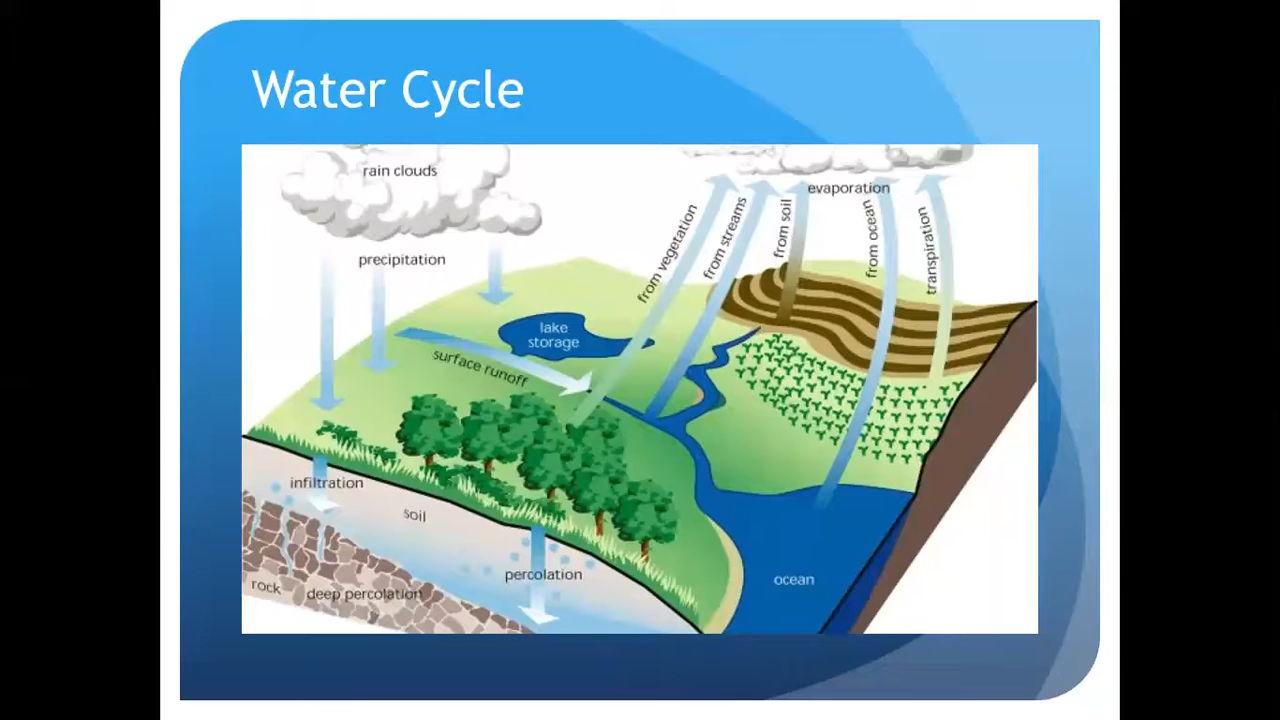 Water Cycle
rain clouds
evaporation
precipitation
from vegetation
from streams
from soil
from ocean
transpiration
lake
storage
surface runoff
infiltration
soil
percolation
rock
deep percolation
ocean